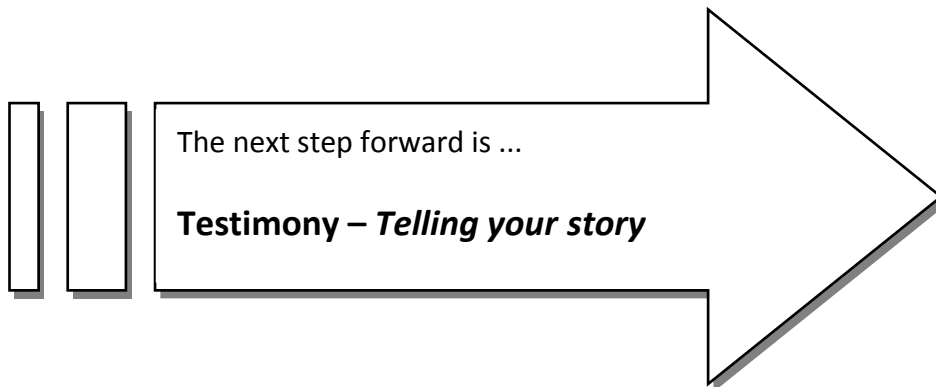 The next step forward is ...
Testimony – Telling your story